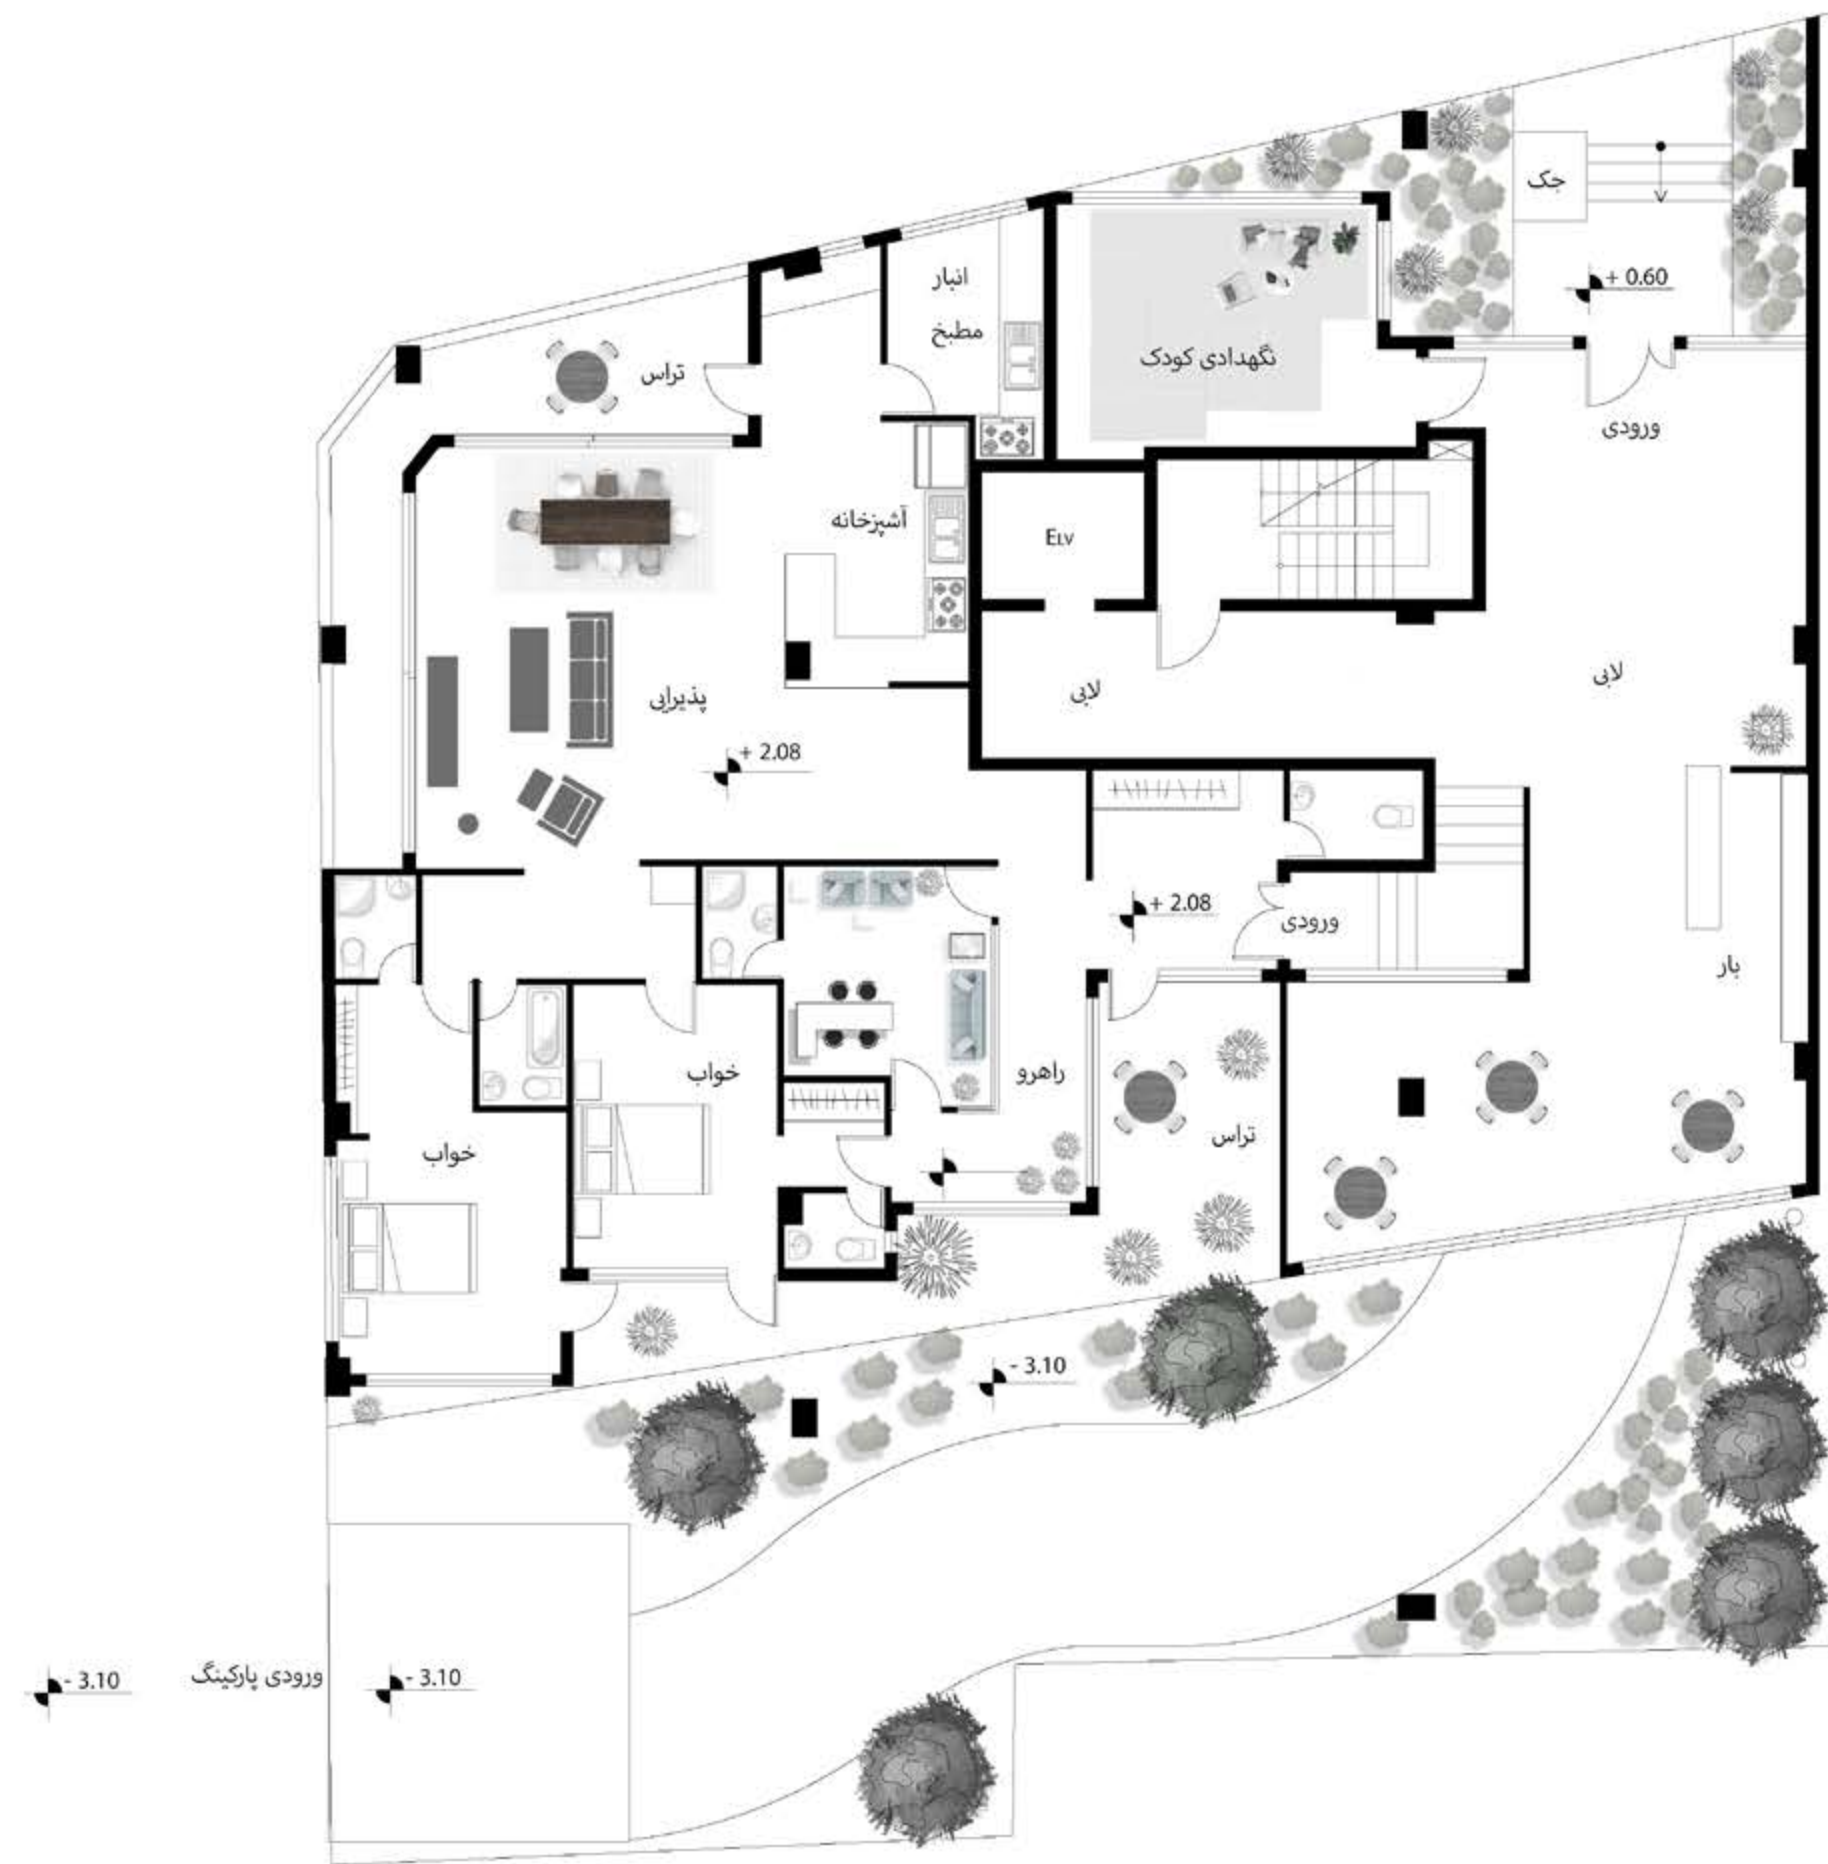 جک
+ 0.60
انبار
مطبخ
نگهدادی کودک
تراس
ورودی
آشپزخانه
ELV
لابی
لابی
پذیرایی
+ 2.08
+ 2.08
ورودی
بار
خواب
راهرو
تراس
خواب
- 3.10
ورودی پارکینگ
- 3.10
- 3.10